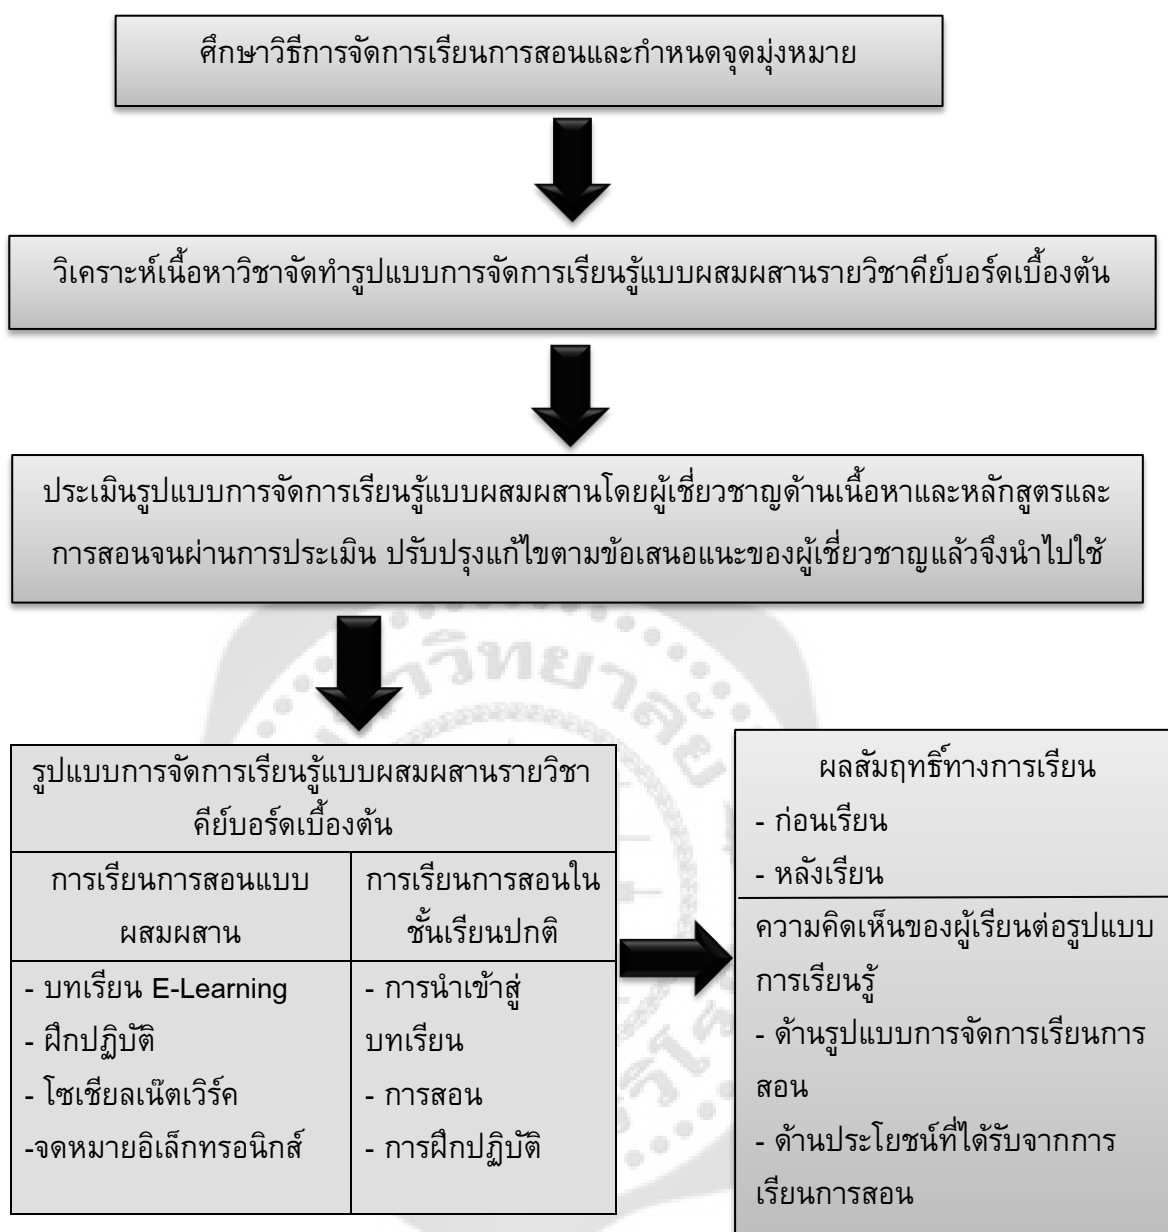 ศึกษาวิธีการจัดการเรียนการสอนและกำหนดจุดมุ่งหมาย
วิเคราะห์เนื้อหาวิชาจัดทำรูปแบบการจัดการเรียนรู้แบบผสมผสานรายวิชาคีย์บอร์ดเบื้องต้น
ประเมินรูปแบบการจัดการเรียนรู้แบบผสมผสานโดยผู้เชี่ยวชาญด้านเนื้อหาและหลักสูตรและ
การสอนจนผ่านการประเมิน ปรับปรุงแก้ไขตามข้อเสนอแนะของผู้เชี่ยวชาญแล้วจึงนำไปใช้
รูปแบบการจัดการเรียนรู้แบบผสมผสานรายวิชา
คีย์บอร์ดเบื้องต้น
การเรียนการสอนแบบ
ผสมผสาน
- บทเรียน E-Learning
- ฝึกปฏิบัติ
- โซเชียลเน๊ตเวิร์ค
-จดหมายอิเล็กทรอนิกส์
การเรียนการสอนใน
ชั้นเรียนปกติ
- การนำเข้าสู่
บทเรียน
- การสอน
- การฝึกปฏิบัติ
ผลสัมฤทธิ์ทางการเรียน
- ก่อนเรียน
- หลังเรียน
ความคิดเห็นของผู้เรียนต่อรูปแบบ
การเรียนรู้
- ด้านรูปแบบการจัดการเรียนการ
สอน
- ด้านประโยชน์ที่ได้รับจากการ
เรียนการสอน